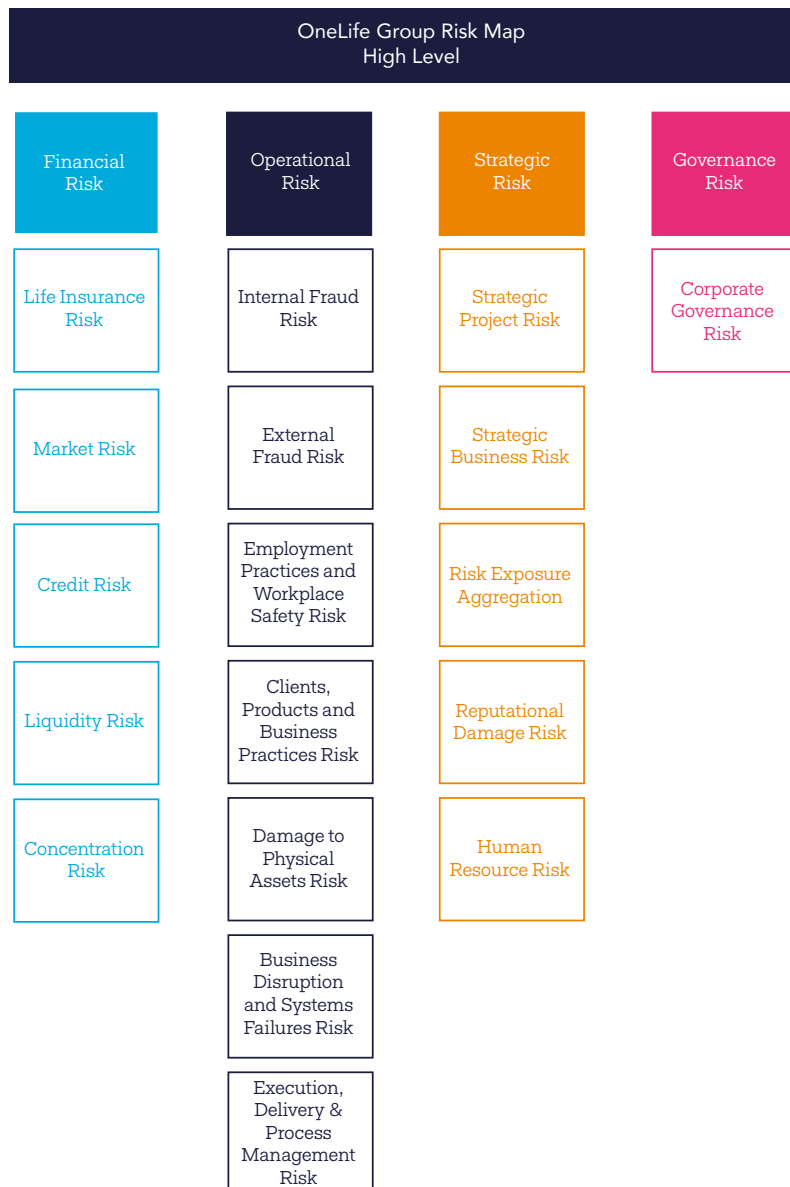 OneLife Group Risk Map
High Level
Financial
Risk
Life Insurance
Risk
Market Risk
Credit Risk
Liquidity Risk
Concentration
Risk
Operational
Risk
Internal Fraud
Risk
External
Fraud Risk
Employment
Practices and
Workplace
Safety Risk
Clients,
Products and
Business
Practices Risk
Damage to
Physical
Assets Risk
Business
Disruption
and Systems
Failures Risk
Execution,
Delivery &
Process
Management
Risk
Strategic
Risk
Strategic
Project Risk
Strategic
Business Risk
Risk Exposure
Aggregation
Reputational
Damage Risk
Human
Resource Risk
Governance
Risk
Corporate
Governance
Risk